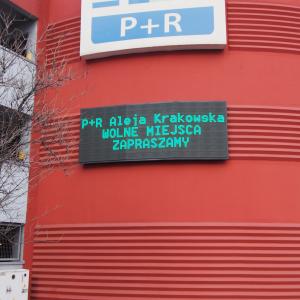 P+R
P+R Aleja Krakowska
WOLNE MIEJSCA
ZAPRASZAMY